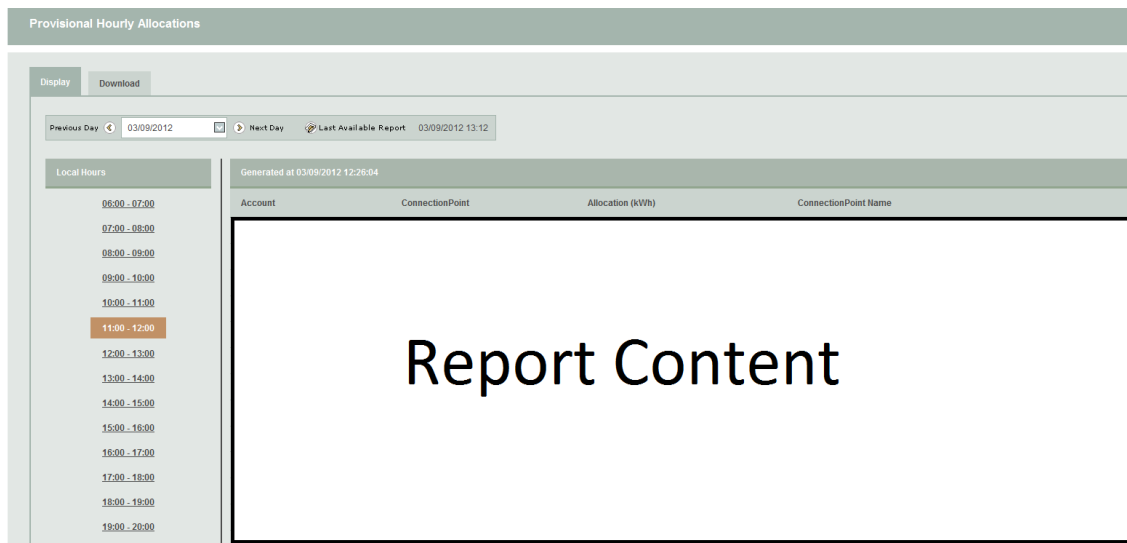 Provisional Hourly Allocations
Display Download
Previous Day 03/09/2012 Next Day Last Available Report 03/09/2012 13:12
Local Hours
06:00 - 07:00
07:00 - 08:00
08:00 - 09:00
09:00 - 10:00
10:00 - 11:00
11:00 - 12:00
12:00 - 13:00
13:00 - 14:00
14:00 - 15:00
15:00 - 16:00
16:00 - 17:00
17:00 - 18:00
18:00 - 19:00
19:00 - 20:00
Generated at 03/09/2012 12:26:04
Account ConnectionPoint Allocation (kWh) ConnectionPoint Name
Report Content